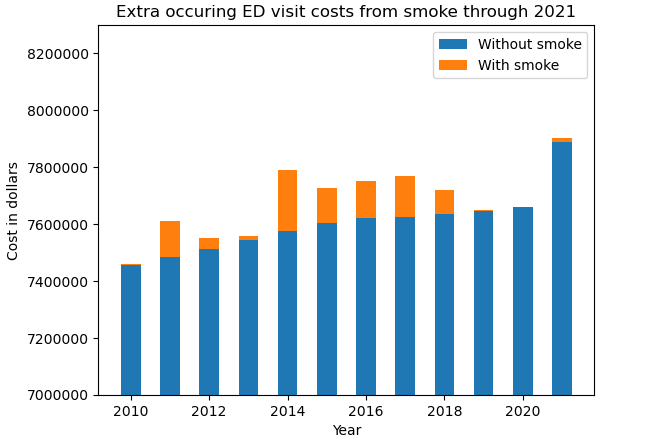 Extra occuring ED visit costs from smoke through 2021
Without smoke
With smoke
8200000
8000000
7800000
7600000
7400000
7200000
7000000
Cost in dollars
2010 2012 2014 2016 2018 2020
Year